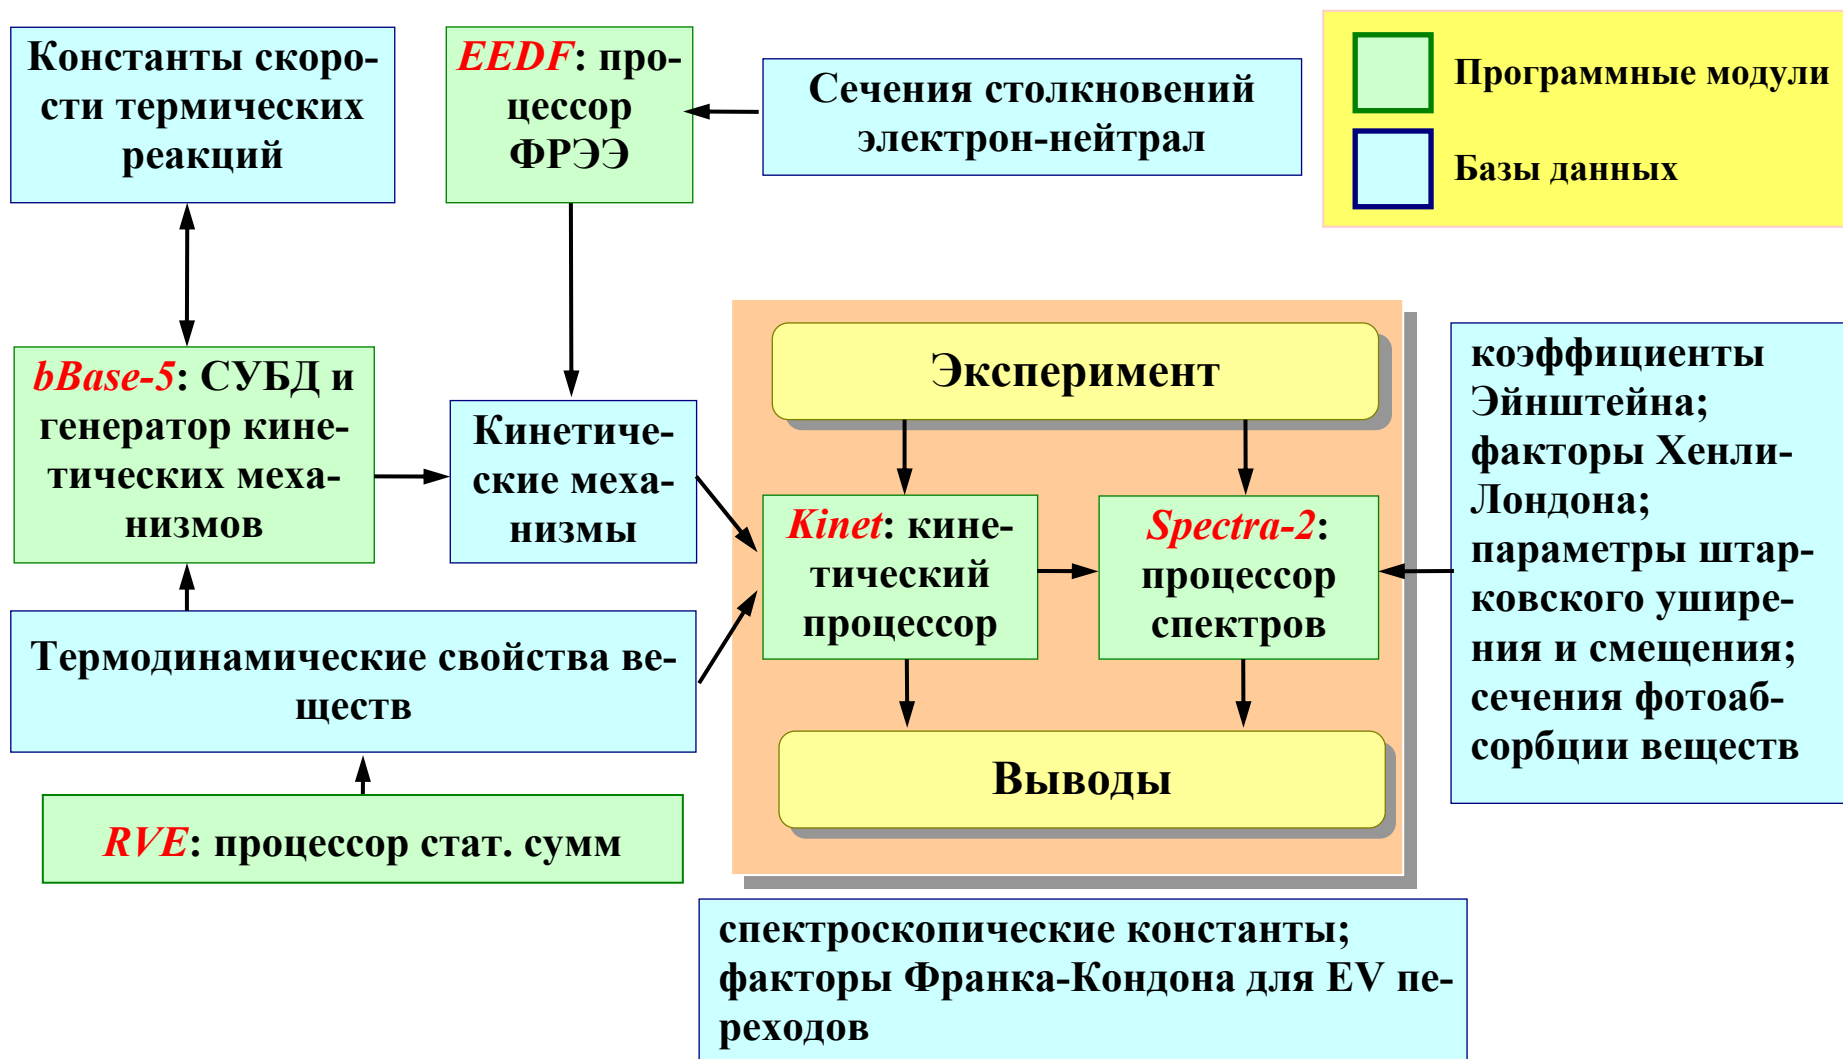 Константы скоро-
сти термических
реакций
EEDF: про-
цессор
ФРЭЭ
Сечения столкновений
электрон-нейтрал
Программные модули
Базы данных
bBase-5: СУБД и
генератор кине-
тических меха-
низмов
Кинетиче-
ские меха-
низмы
Эксперимент
Kinet: кине-
тический
процессор
Spectra-2:
процессор
спектров
коэффициенты
Эйнштейна;
факторы Хенли-
Лондона;
параметры штар-
ковского ушире-
ния и смещения;
сечения фотоаб-
сорбции веществ
Термодинамические свойства ве-
ществ
Выводы
RVE: процессор стат. сумм
спектроскопические константы;
факторы Франка-Кондона для EV пе-
реходов